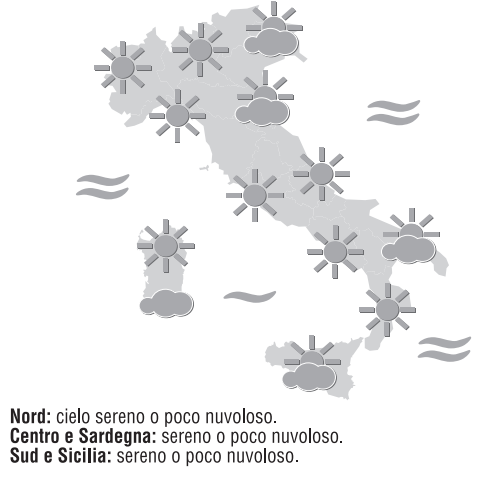 Nord: cielo sereno o poco nuvoloso.
Centro e Sardegna: sereno o poco nuvoloso.
Sud e Sicilia: sereno o poco nuvoloso.